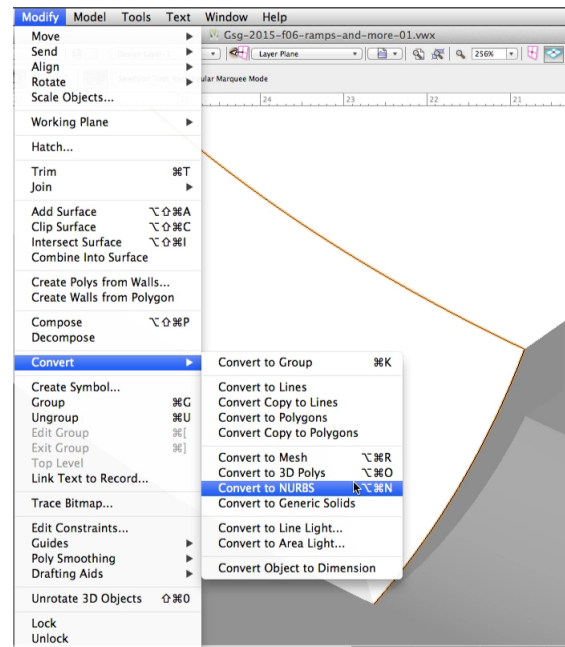 Modify Model Tools Text Window Help
Gsg-2015-f06-ramps-and-more-01.vwx
Layer Plane 256%
ular Marquee Mode
24 23 22 21
Move
Send
Align
Rotate
Scale Objects...
Working Plane
Hatch...
Trim ⌘T
Join
Add Surface ⌥⇧⌘A
Clip Surface ⌥⇧⌘C
Intersect Surface ⌥⇧⌘I
Combine Into Surface
Create Polys from Walls...
Create Walls from Polygon
Compose ⌥⇧⌘P
Decompose
Convert
Create Symbol...
Group ⌘G
Ungroup ⌘U
Edit Group ⌘[
Exit Group ⌘]
Top Level
Link Text to Record...
Trace Bitmap...
Edit Constraints...
Guides
Poly Smoothing
Drafting Aids
Unrotate 3D Objects ⇧⌘0
Lock
Unlock
Convert to Group ⌘K
Convert to Lines
Convert Copy to Lines
Convert to Polygons
Convert Copy to Polygons
Convert to Mesh ⌥⌘R
Convert to 3D Polys ⌥⌘O
Convert to NURBS ⌥⌘N
Convert to Generic Solids
Convert to Line Light...
Convert to Area Light...
Convert Object to Dimension